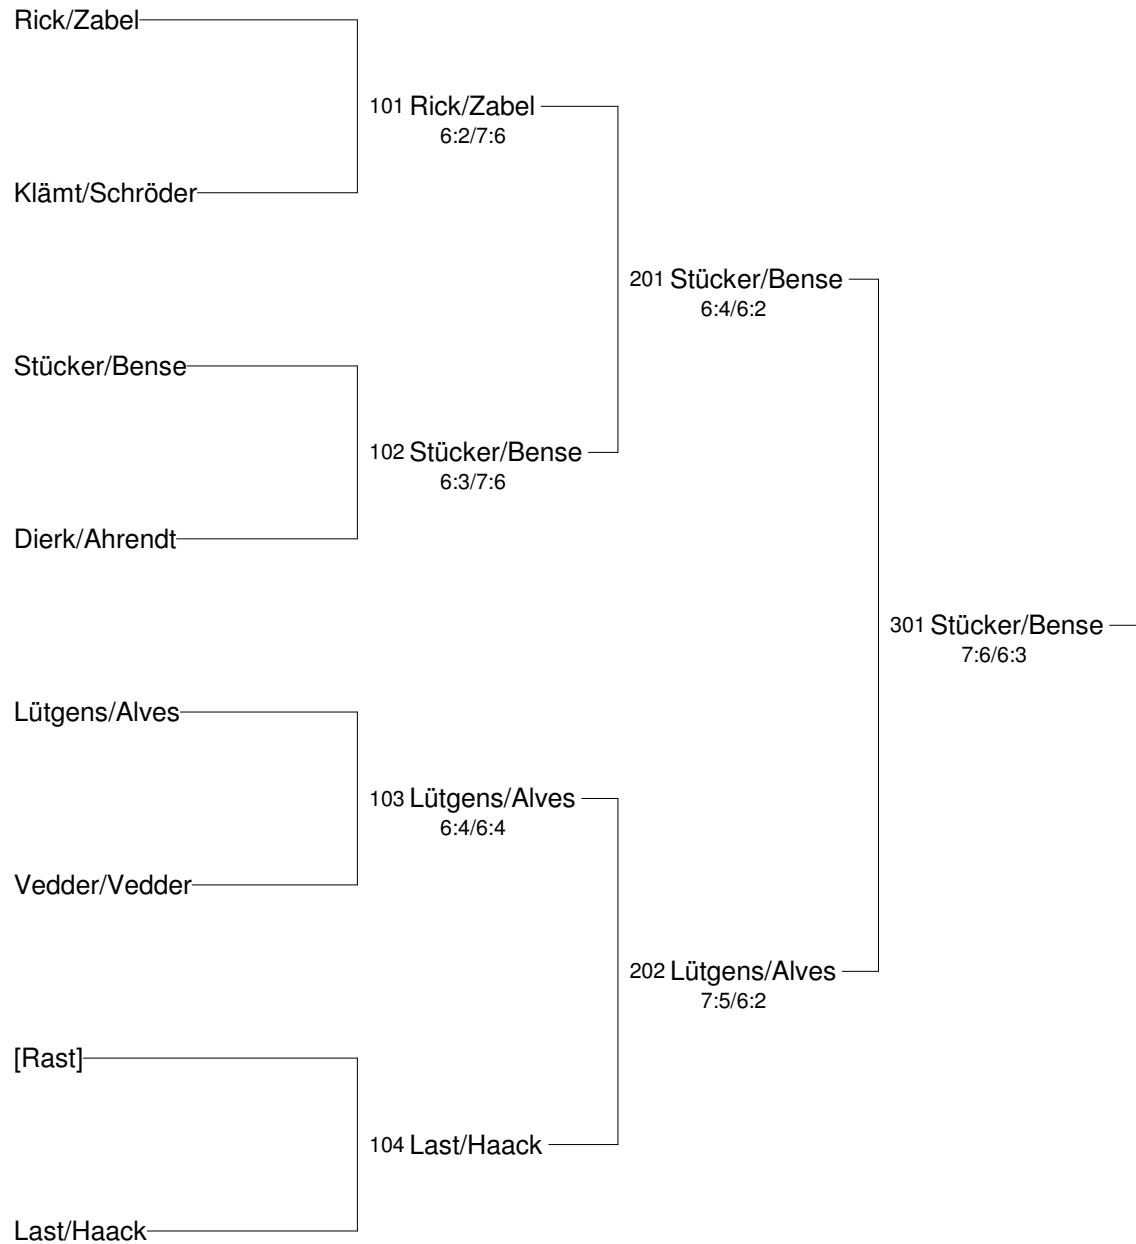 Rick/Zabel
101 Rick/Zabel
6:2/7:6
Klämt/Schröder
201 Stücker/Bense
6:4/6:2
Stücker/Bense
102 Stücker/Bense
6:3/7:6
Dierk/Ahrendt
301 Stücker/Bense
7:6/6:3
Lütgens/Alves
103 Lütgens/Alves
6:4/6:4
Vedder/Vedder
202 Lütgens/Alves
7:5/6:2
[Rast]
104 Last/Haack
Last/Haack